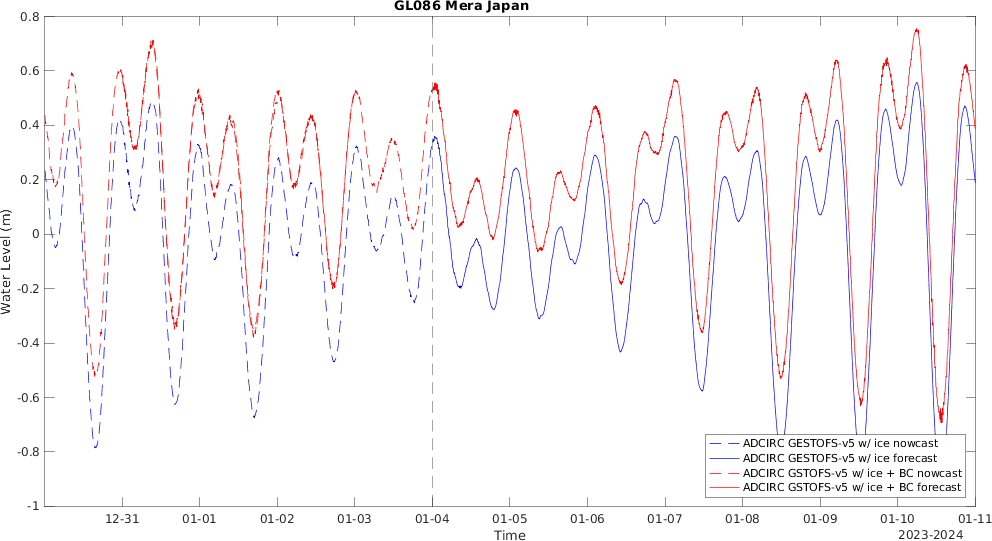 GL086 Mera Japan
0.8
0.6
0.4
0.2
0
-0.2
-0.4
-0.6
-0.8
-1
Water Level (m)
ADCIRC GESTOFS-v5 w/ ice nowcast
ADCIRC GESTOFS-v5 w/ ice forecast
ADCIRC GSTOFS-v5 w/ ice + BC nowcast
ADCIRC GSTOFS-v5 w/ ice + BC forecast
12-31 01-01 01-02 01-03 01-04 01-05 01-06 01-07 01-08 01-09 01-10 01-11
Time
2023-2024